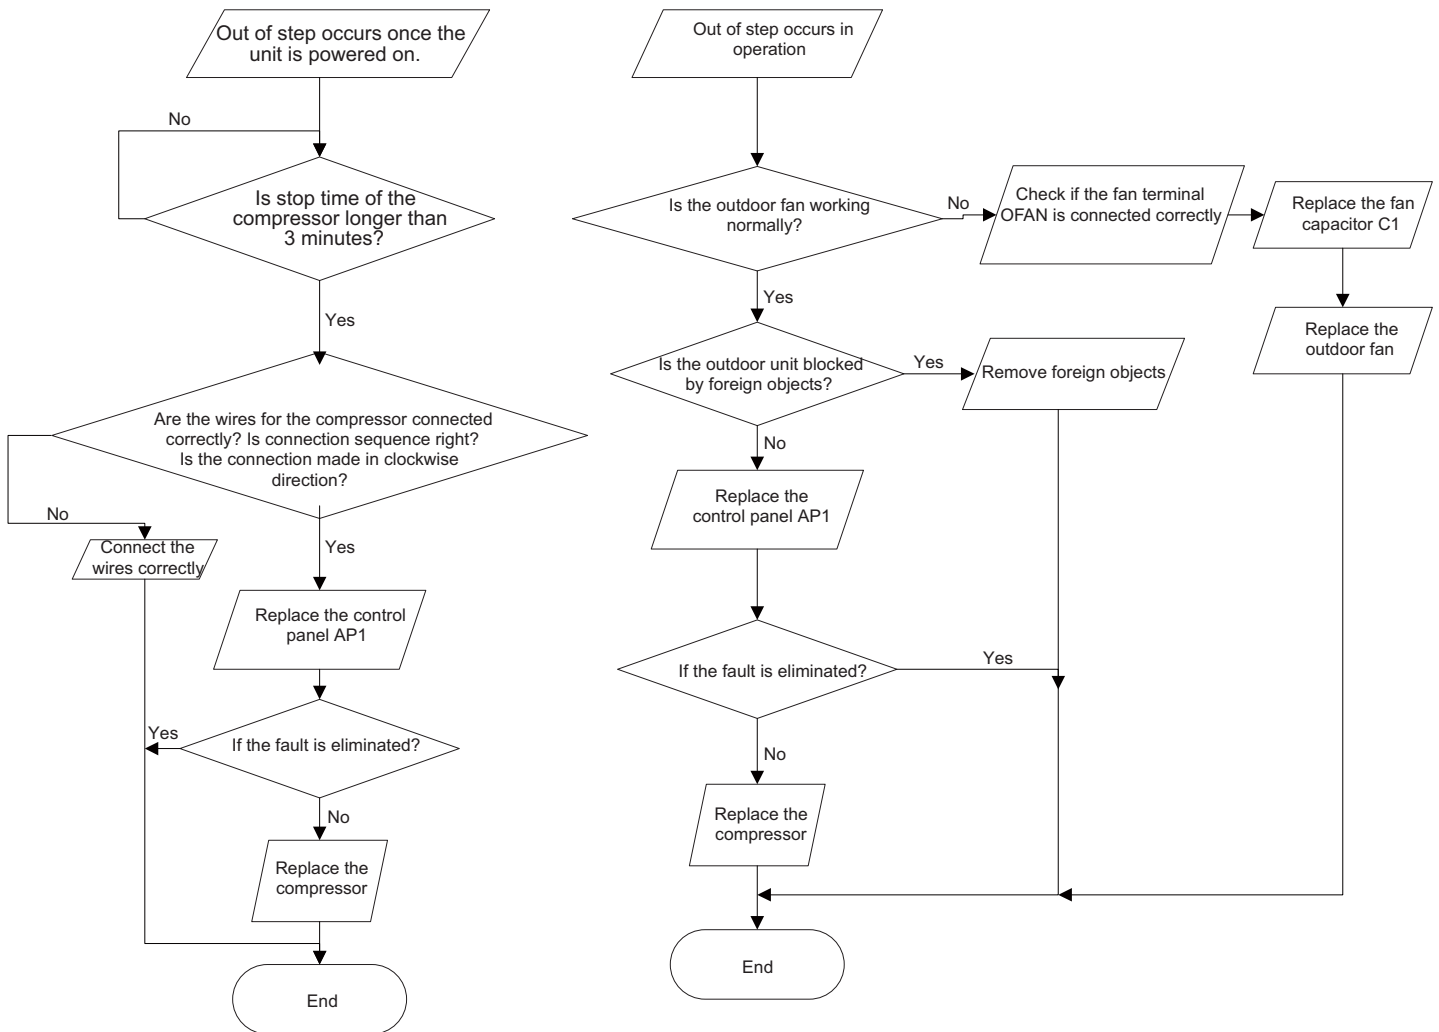 Out of step occurs once the
unit is powered on.
No
Is stop time of the
compressor longer than
3 minutes?
Yes
Are the wires for the compressor connected
correctly? Is connection sequence right?
Is the connection made in clockwise
direction?
No
Connect the
wires correctly
Yes
Replace the control
panel AP1
Yes
If the fault is eliminated?
No
Replace the
compressor
End
Out of step occurs in
operation
Is the outdoor fan working
normally?
No
Check if the fan terminal
OFAN is connected correctly
Replace the fan
capacitor C1
Replace the
outdoor fan
Yes
Is the outdoor unit blocked
by foreign objects?
Yes
Remove foreign objects
No
Replace the
control panel AP1
If the fault is eliminated?
Yes
No
Replace the
compressor
End